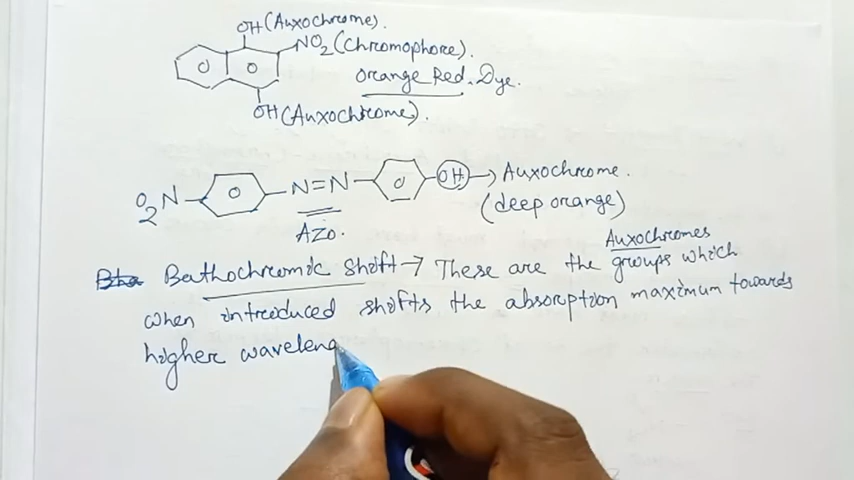 OH (Auxochrome).
NO2 (Chromophore).
Orange Red. Dye.
OH (Auxochrome).
O2N N=N OH → Auxochrome.
(deep orange)
Azo.
Auxochromes
Bathochromic Shift → These are the groups which
when introduced shifts the absorption maximum towards
higher waveleng